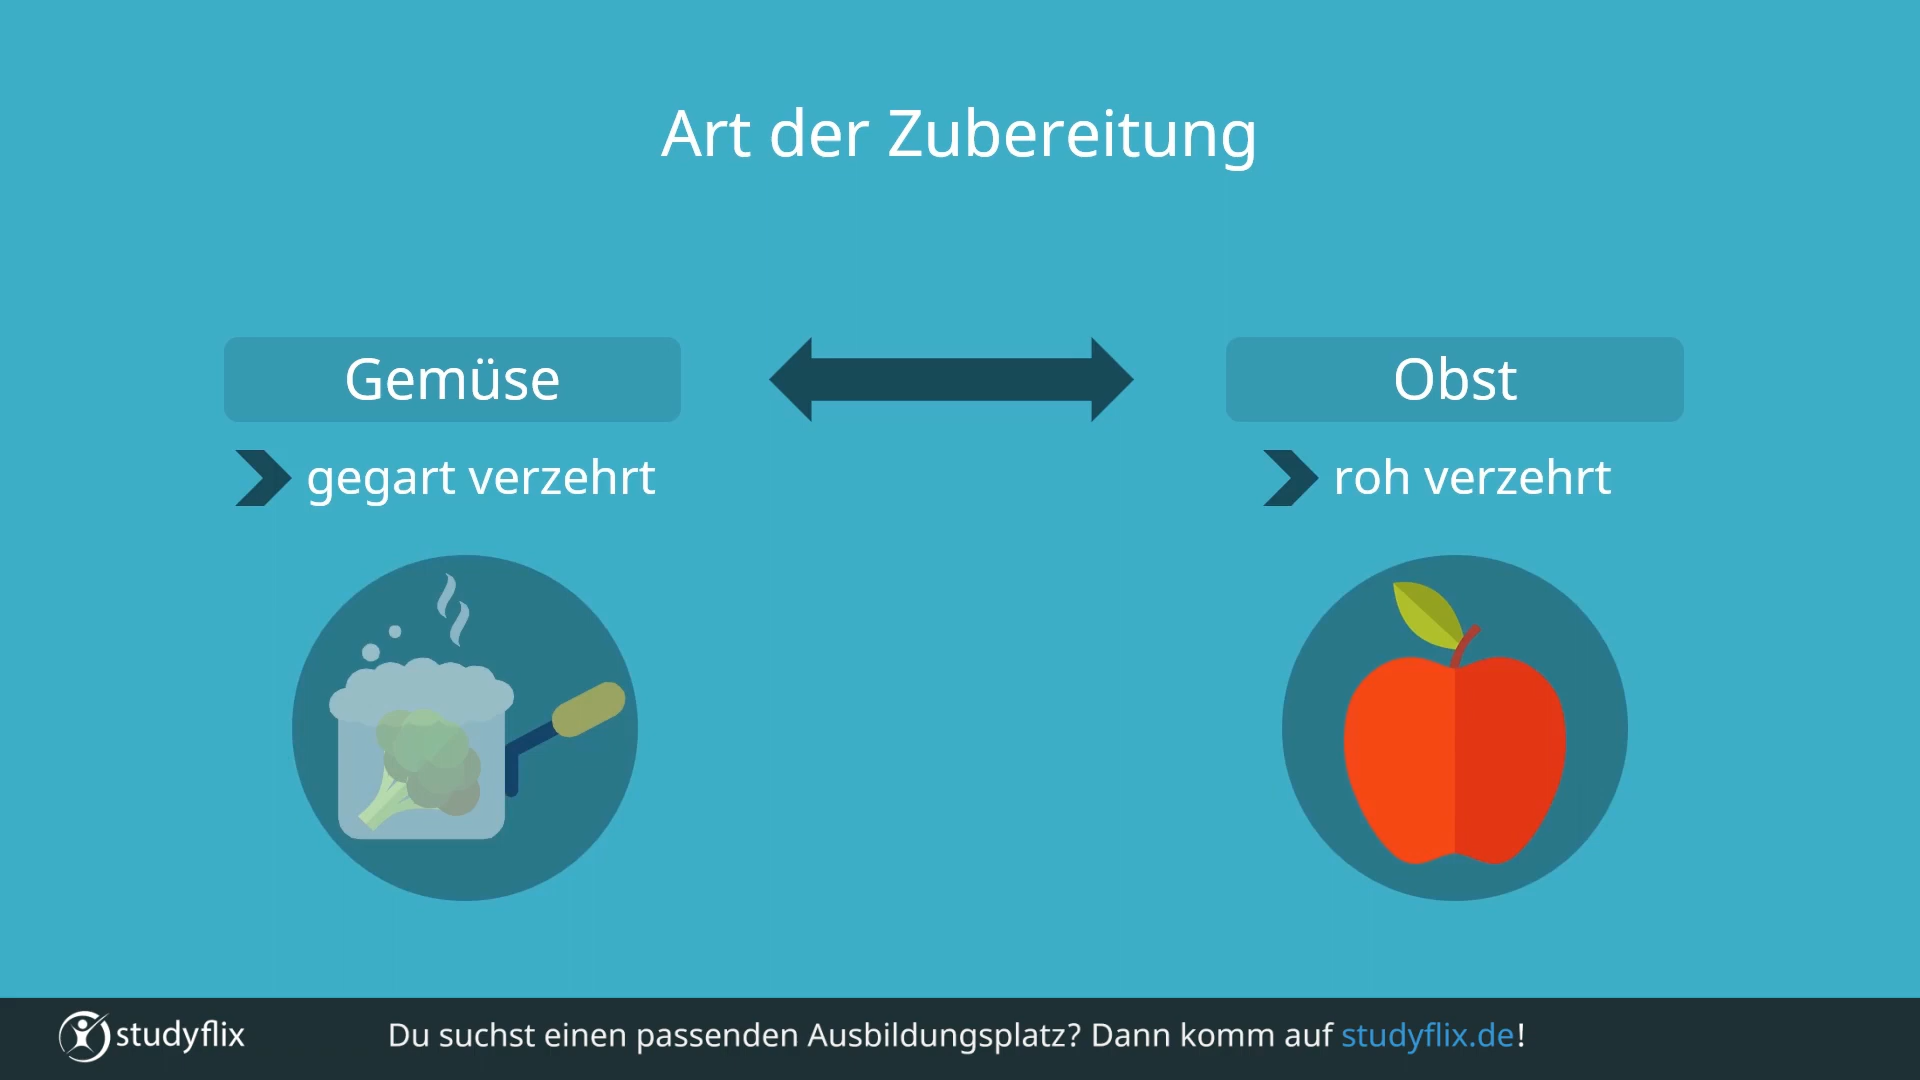 Art der Zubereitung
Gemüse
Obst
gegart verzehrt
roh verzehrt
studyflix
Du suchst einen passenden Ausbildungsplatz? Dann komm auf studyflix.de!